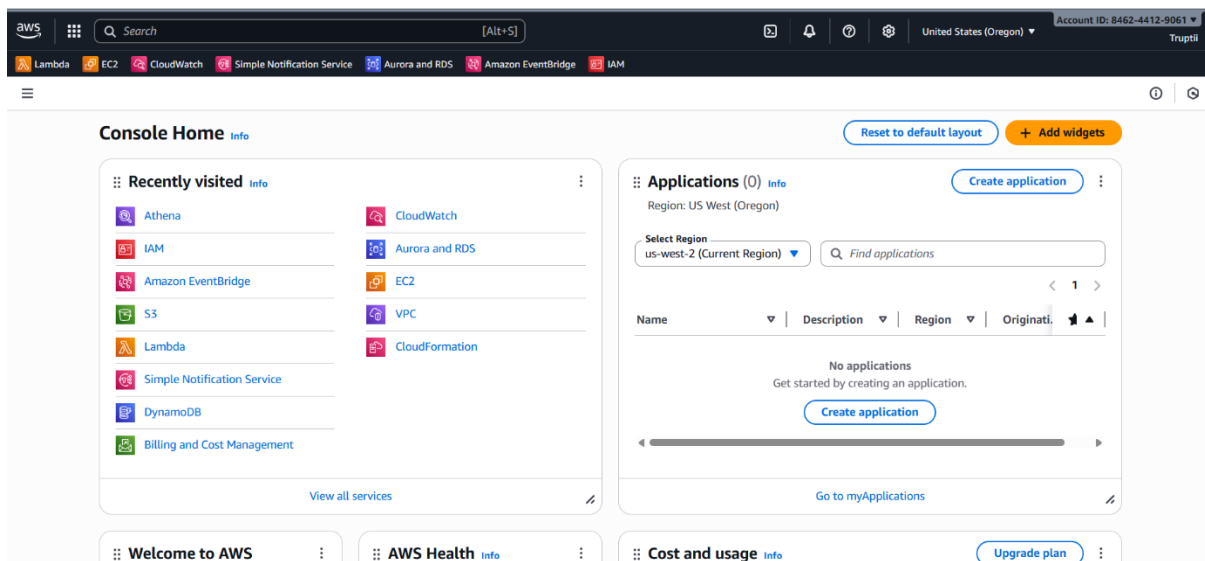 aws
Search [Alt+S]
United States (Oregon)
Account ID: 8462-4412-9061
Truptii
Lambda EC2 CloudWatch Simple Notification Service Aurora and RDS Amazon EventBridge IAM
Console Home Info
Reset to default layout
+ Add widgets
Recently visited Info
Athena
IAM
Amazon EventBridge
S3
Lambda
Simple Notification Service
DynamoDB
Billing and Cost Management
CloudWatch
Aurora and RDS
EC2
VPC
CloudFormation
View all services
Applications (0) Info
Create application
Region: US West (Oregon)
Select Region
us-west-2 (Current Region)
Find applications
1
Name Description Region Originati.
No applications
Get started by creating an application.
Create application
Go to myApplications
Welcome to AWS
AWS Health Info
Cost and usage Info
Upgrade plan